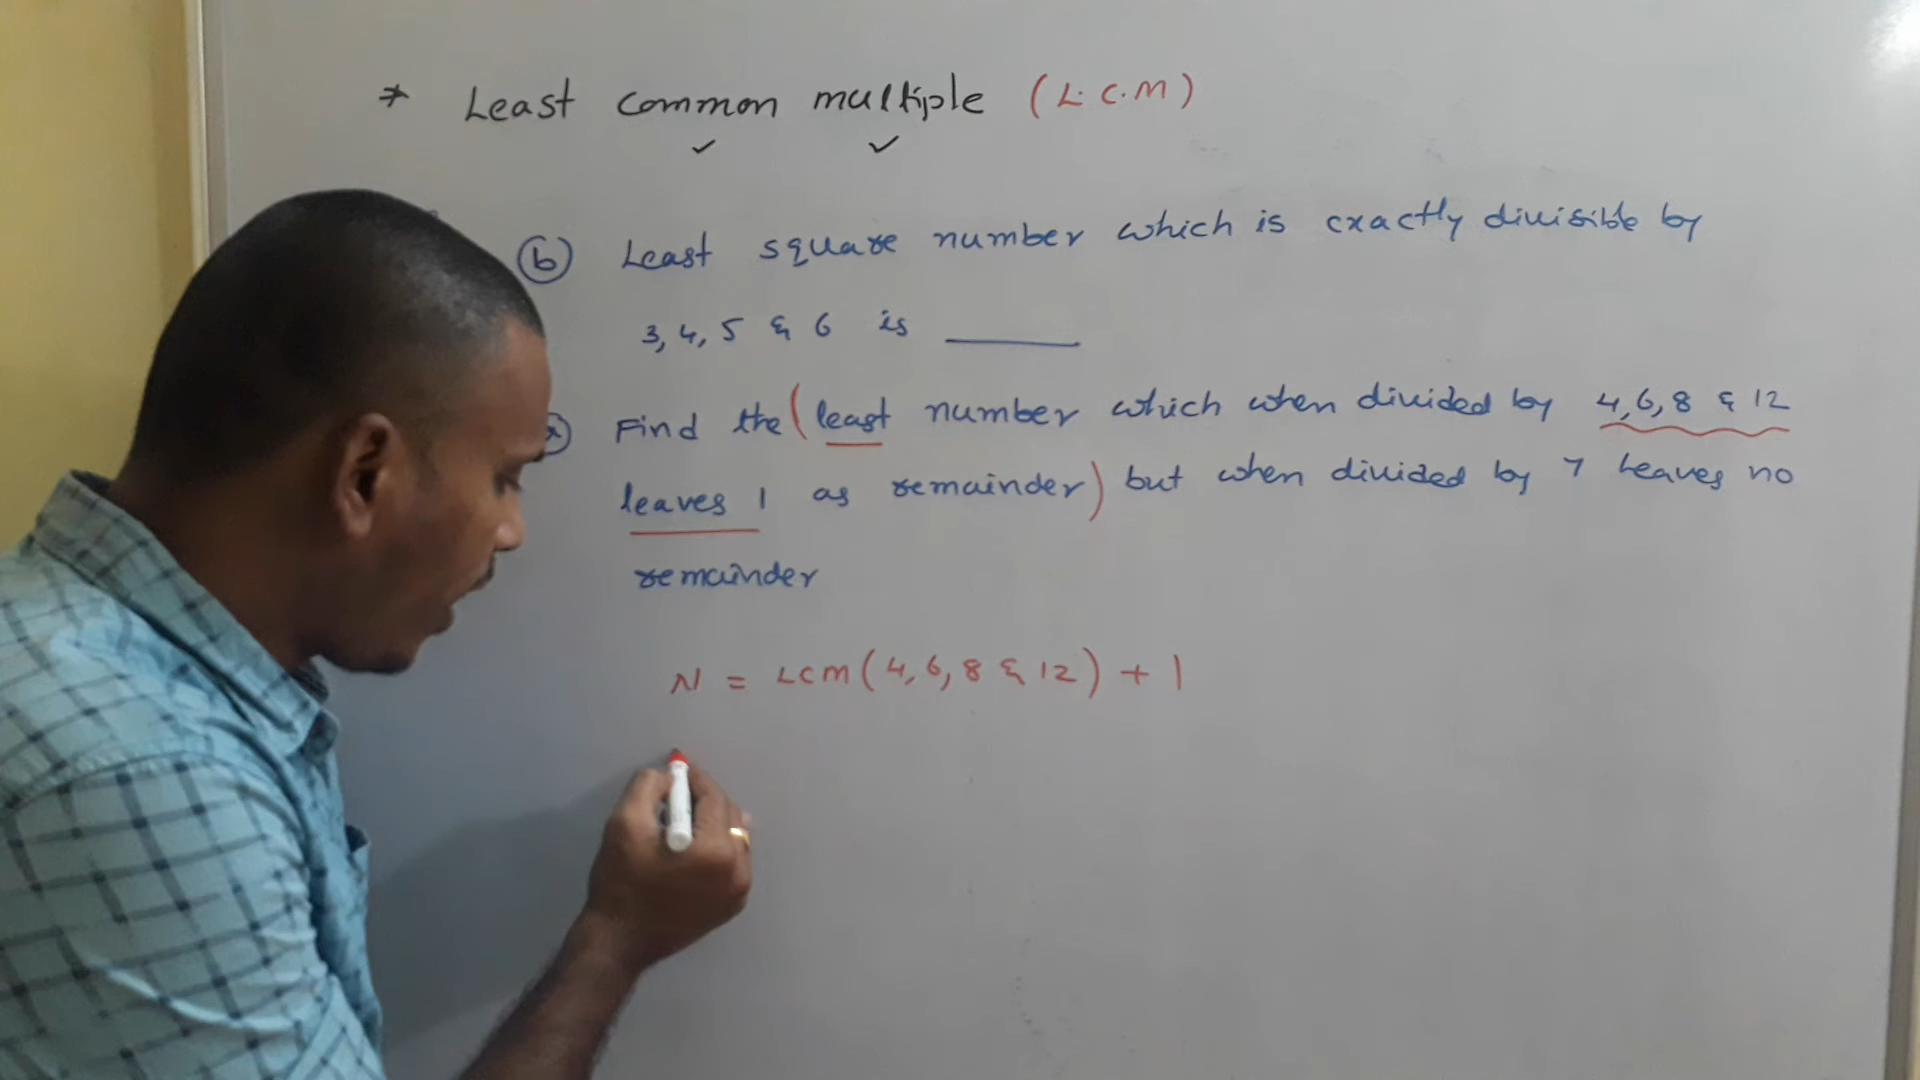 * Least common multiple (L.C.M)
b Least square number which is exactly divisible by
3, 4, 5 & 6 is ______
Find the (least number which when divided by 4, 6, 8 & 12
leaves 1 as remainder) but when divided by 7 leaves no
remainder
N = LCM (4, 6, 8 & 12) + 1